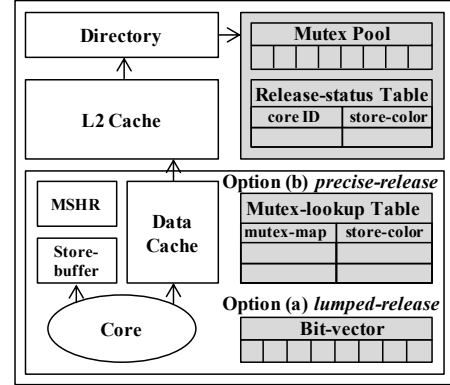 Directory
Mutex Pool
L2 Cache
Release-status Table
core ID store-color
Option (b) precise-release
MSHR
Data Cache
Mutex-lookup Table
mutex-map store-color
Store-
buffer
Core
Option (a) lumped-release
Bit-vector